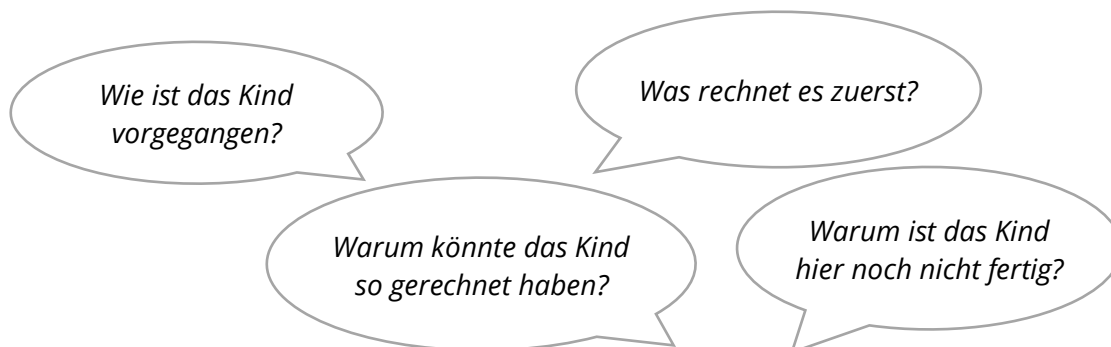 Wie ist das Kind
vorgegangen?
Was rechnet es zuerst?
Warum könnte das Kind
so gerechnet haben?
Warum ist das Kind
hier noch nicht fertig?